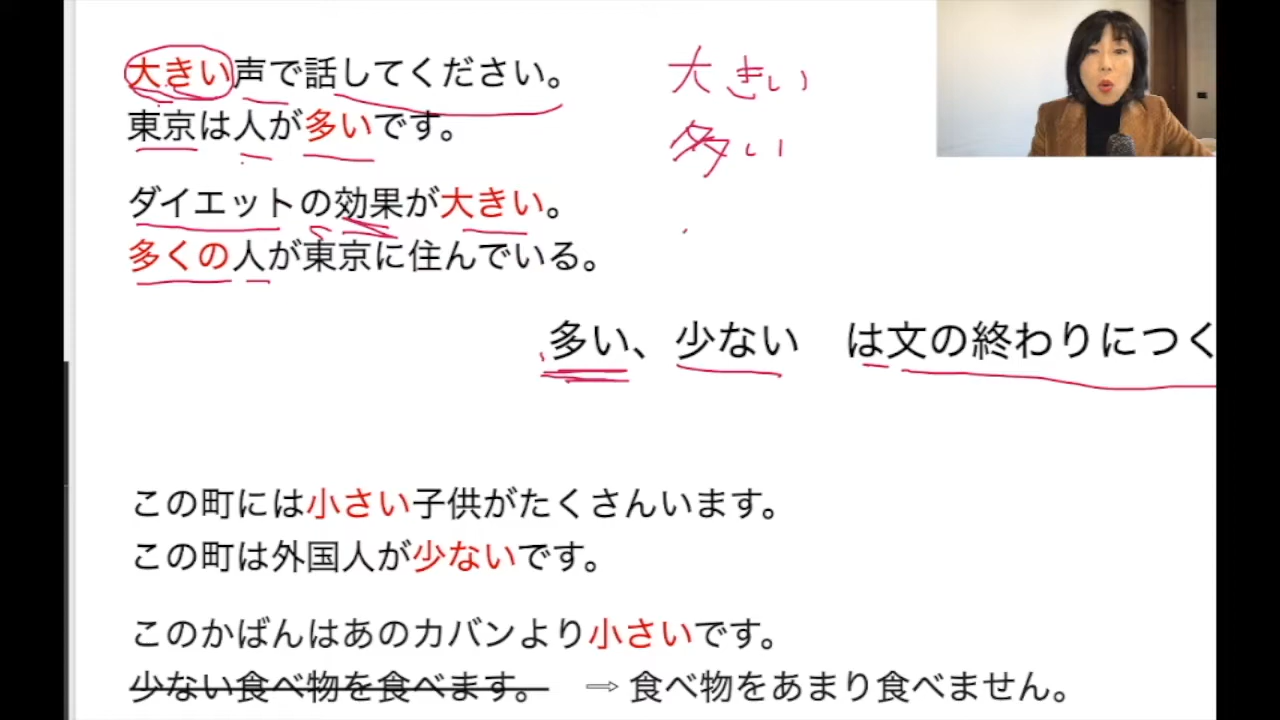 大きい声で話してください。
大きい
東京は人が多いです。
多い
ダイエットの効果が大きい。
多くの人が東京に住んでいる。
多い、少ない　は文の終わりにつく
この町には小さい子供がたくさんいます。
この町は外国人が少ないです。
このかばんはあのカバンより小さいです。
少ない食べ物を食べます。　⇒ 食べ物をあまり食べません。